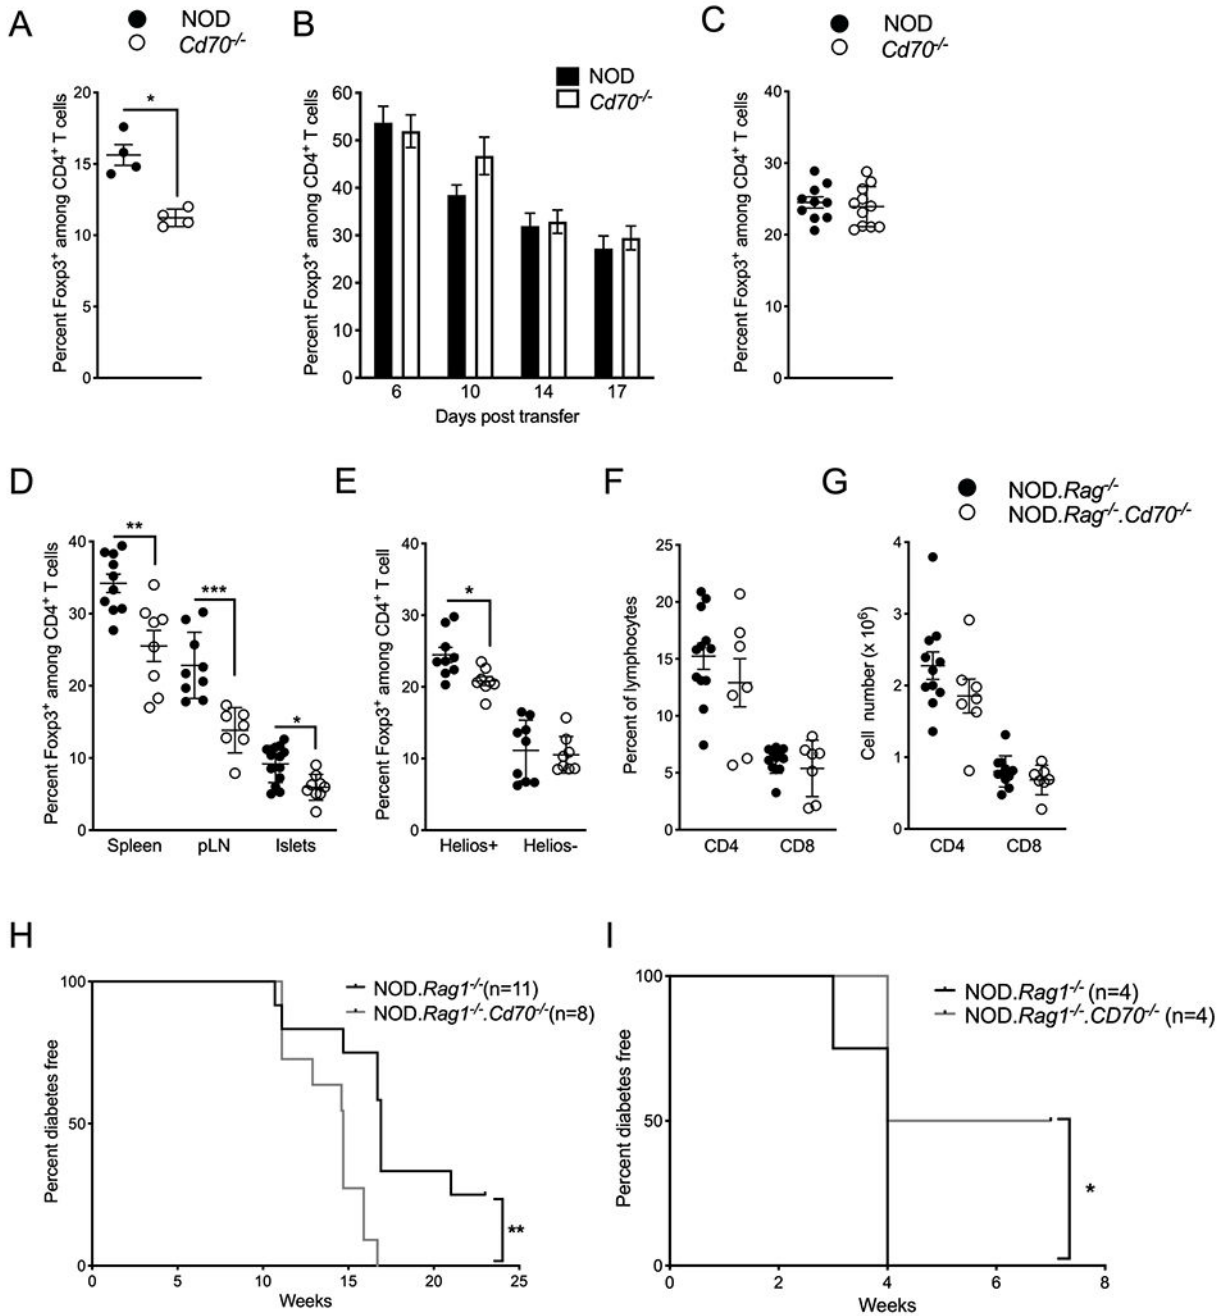 A
NOD
Cd70-/-
Percent Foxp3+ among CD4+ T cells
20
15
10
5
0
*
B
NOD
Cd70-/-
Percent Foxp3+ among CD4+ T cells
60
50
40
30
20
10
0
6 10 14 17
Days post transfer
C
NOD
Cd70-/-
Percent Foxp3+ among CD4+ T cells
40
30
20
10
0
D
Percent Foxp3+ among CD4+ T cells
40
30
20
10
0
**
***
*
Spleen pLN Islets
E
Percent Foxp3+ among CD4+ T cell
40
30
20
10
0
*
Helios+ Helios-
F
Percent of lymphocytes
25
20
15
10
5
0
CD4 CD8
G
NOD.Rag-/-
NOD.Rag-/-.Cd70-/-
Cell number (x 10⁶)
4
3
2
1
0
CD4 CD8
H
Percent diabetes free
100
50
0
NOD.Rag1-/-(n=11)
NOD.Rag1-/-.Cd70-/-(n=8)
**
0 5 10 15 20 25
Weeks
I
Percent diabetes free
100
50
0
NOD.Rag1-/- (n=4)
NOD.Rag1-/-.CD70-/- (n=4)
*
0 2 4 6 8
Weeks